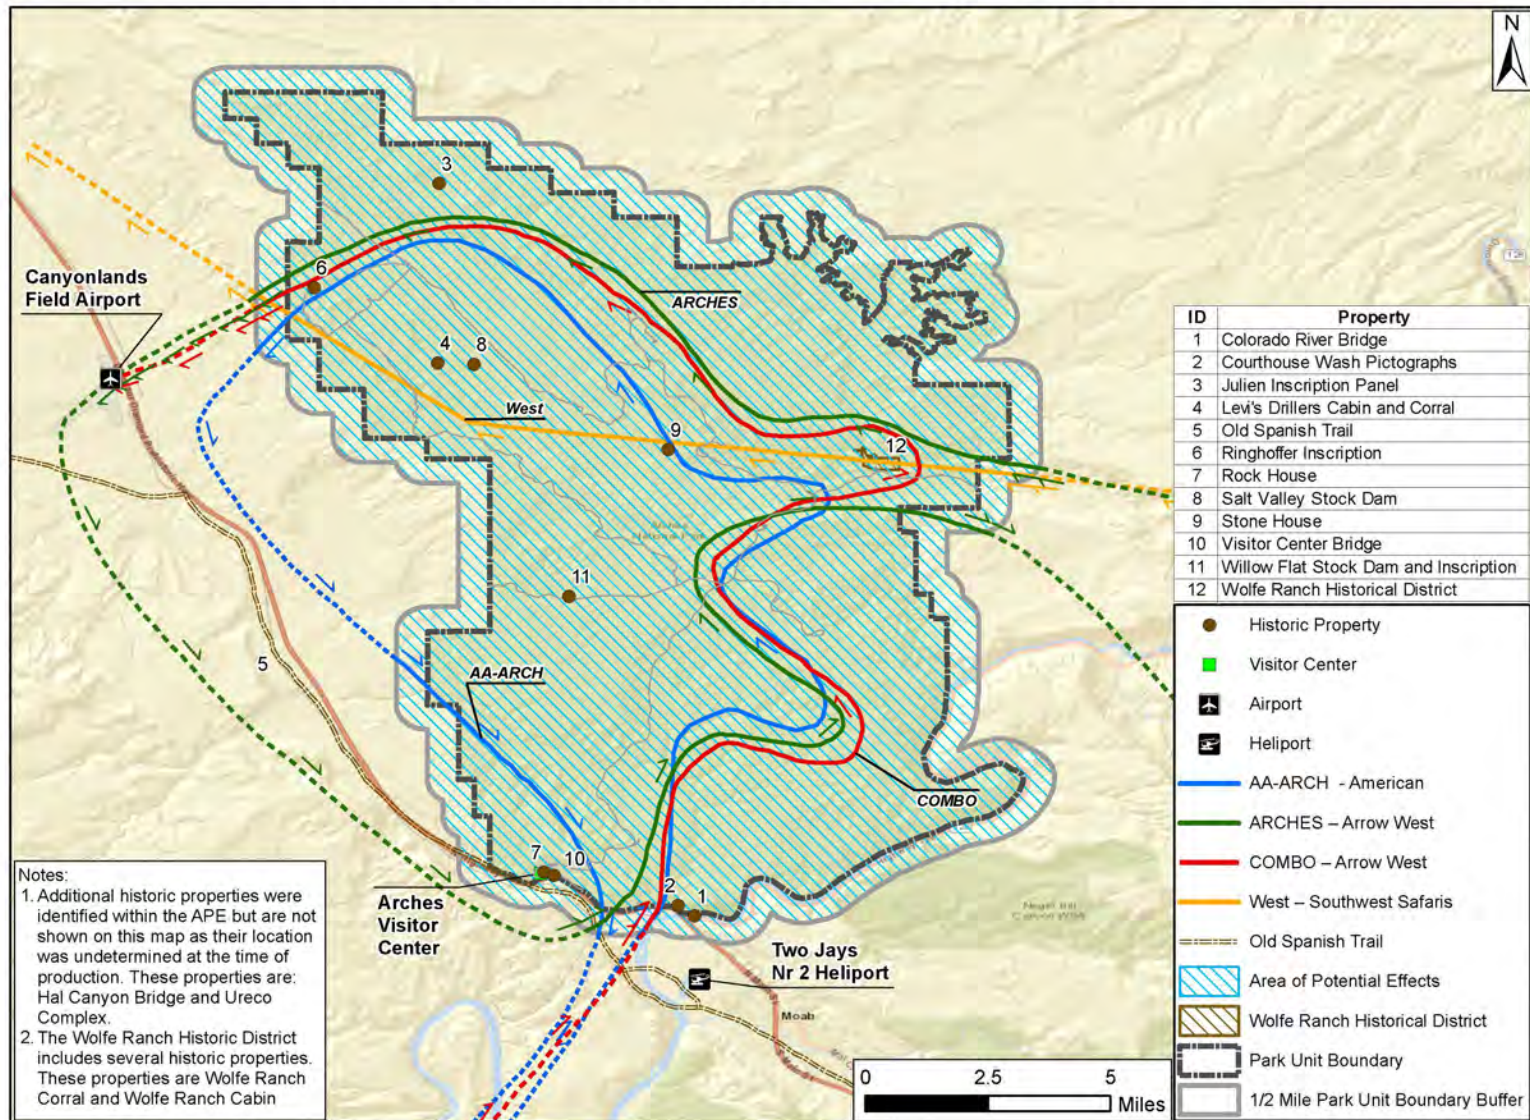 N
3
6
Canyonlands
Field Airport
ARCHES
4
8
West
9
12
11
5
AA-ARCH
COMBO
7
10
2
1
Arches
Visitor
Center
Two Jays
Nr 2 Heliport
Moab
ID Property
1 Colorado River Bridge
2 Courthouse Wash Pictographs
3 Julien Inscription Panel
4 Levi's Drillers Cabin and Corral
5 Old Spanish Trail
6 Ringhoffer Inscription
7 Rock House
8 Salt Valley Stock Dam
9 Stone House
10 Visitor Center Bridge
11 Willow Flat Stock Dam and Inscription
12 Wolfe Ranch Historical District
Historic Property
Visitor Center
Airport
Heliport
AA-ARCH - American
ARCHES – Arrow West
COMBO – Arrow West
West – Southwest Safaris
Old Spanish Trail
Area of Potential Effects
Wolfe Ranch Historical District
Park Unit Boundary
1/2 Mile Park Unit Boundary Buffer
Notes:
1. Additional historic properties were
identified within the APE but are not
shown on this map as their location
was undetermined at the time of
production. These properties are:
Hal Canyon Bridge and Ureco
Complex.
2. The Wolfe Ranch Historic District
includes several historic properties.
These properties are Wolfe Ranch
Corral and Wolfe Ranch Cabin
0 2.5 5
Miles